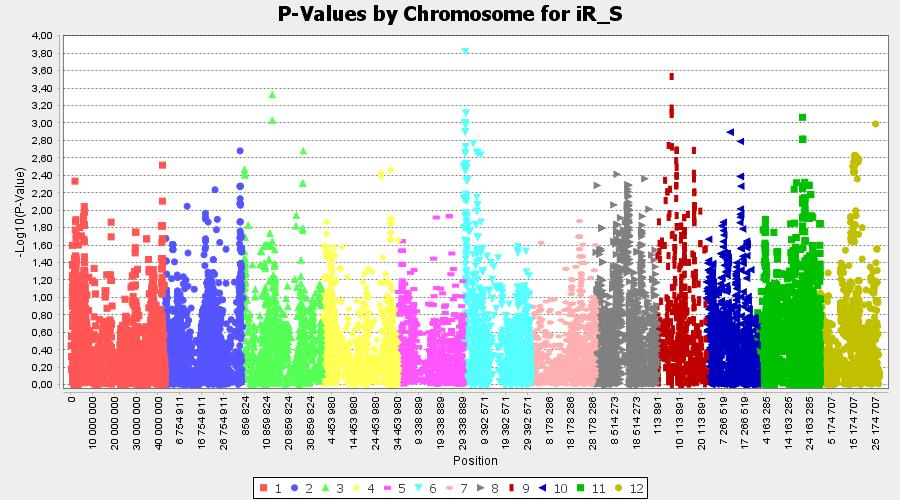 P-Values by Chromosome for iR_S
-Log10(P-Value)
4,00
3,80
3,60
3,40
3,20
3,00
2,80
2,60
2,40
2,20
2,00
1,80
1,60
1,40
1,20
1,00
0,80
0,60
0,40
0,20
0,00
0
10 000 000
20 000 000
30 000 000
40 000 000
6 754 911
16 754 911
26 754 911
859 824
10 859 824
20 859 824
30 859 824
4 453 980
14 453 980
24 453 980
34 453 980
9 338 889
19 338 889
29 338 889
9 392 571
19 392 571
29 392 571
8 178 286
18 178 286
28 178 286
8 514 273
18 514 273
113 891
10 113 891
20 113 891
7 266 519
17 266 519
4 163 285
14 163 285
24 163 285
5 174 707
15 174 707
25 174 707
Position
1 2 3 4 5 6 7 8 9 10 11 12